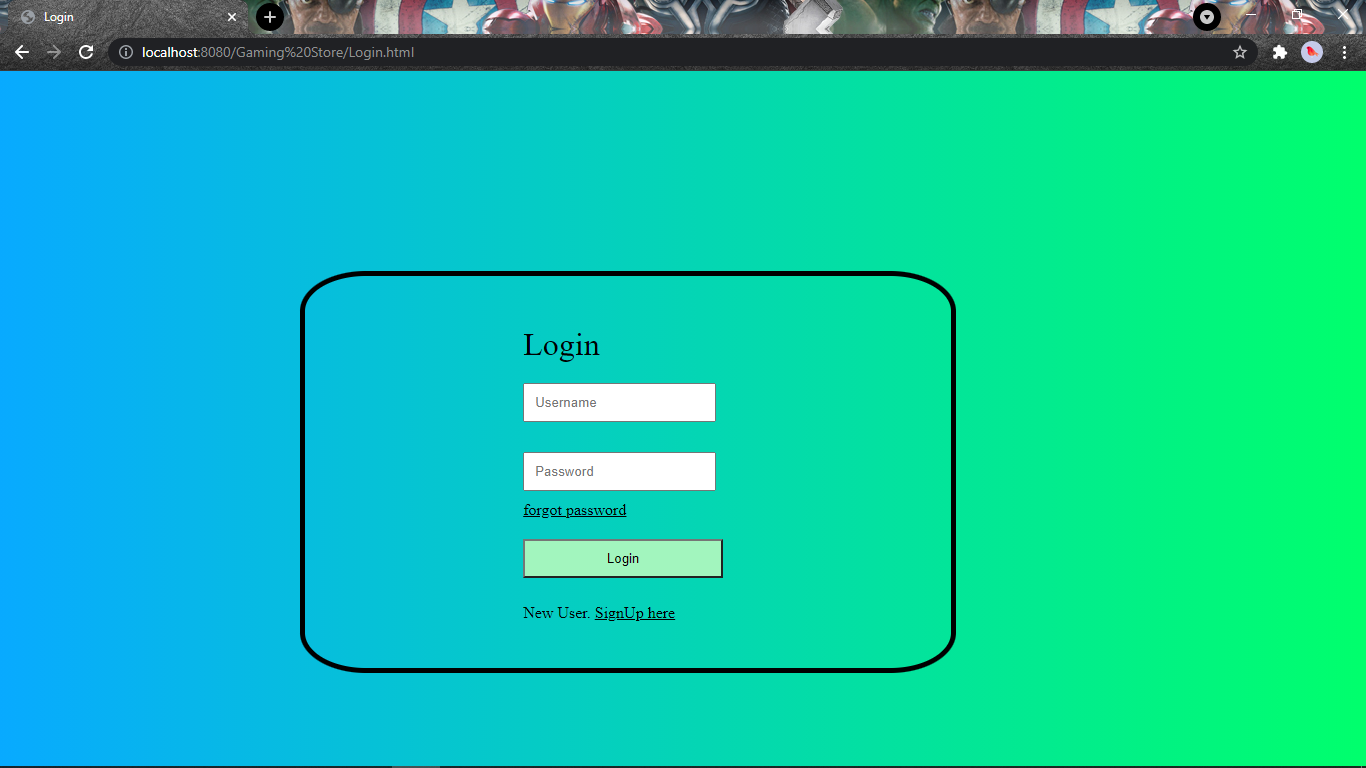 Login
localhost:8080/Gaming%20Store/Login.html
Login
Username
Password
forgot password
Login
New User. SignUp here